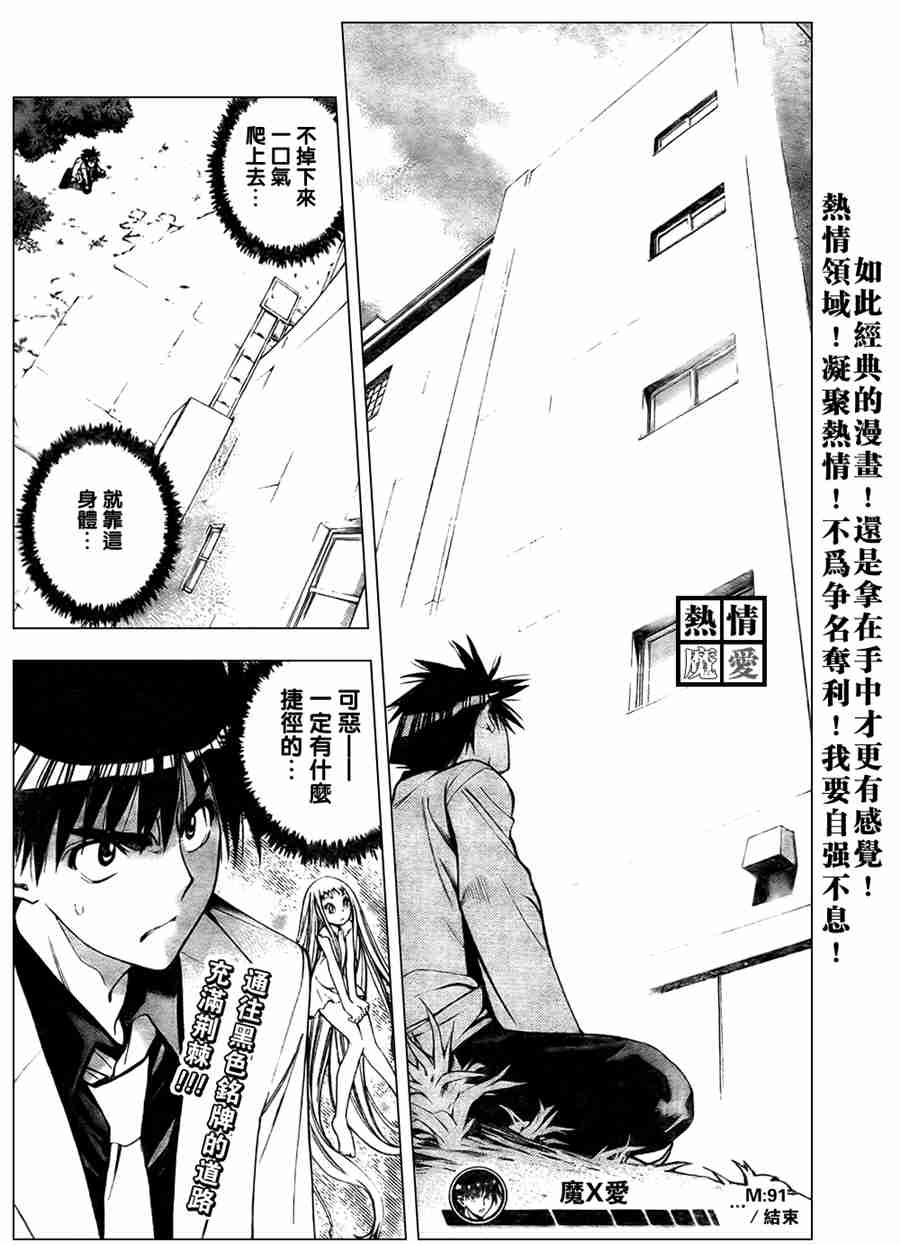 如此經典的漫畫！還是拿在手中才更有感覺！
熱情領域！凝聚熱情！不爲争名奪利！我要自强不息！
熱情
魔愛
不掉下來
一口氣
爬上去…
就靠這
身體…
可惡——
一定有什麼
捷徑的…
通往黑色銘牌的道路
充滿荆棘!!!
魔X愛
M:91
…
/ 結束